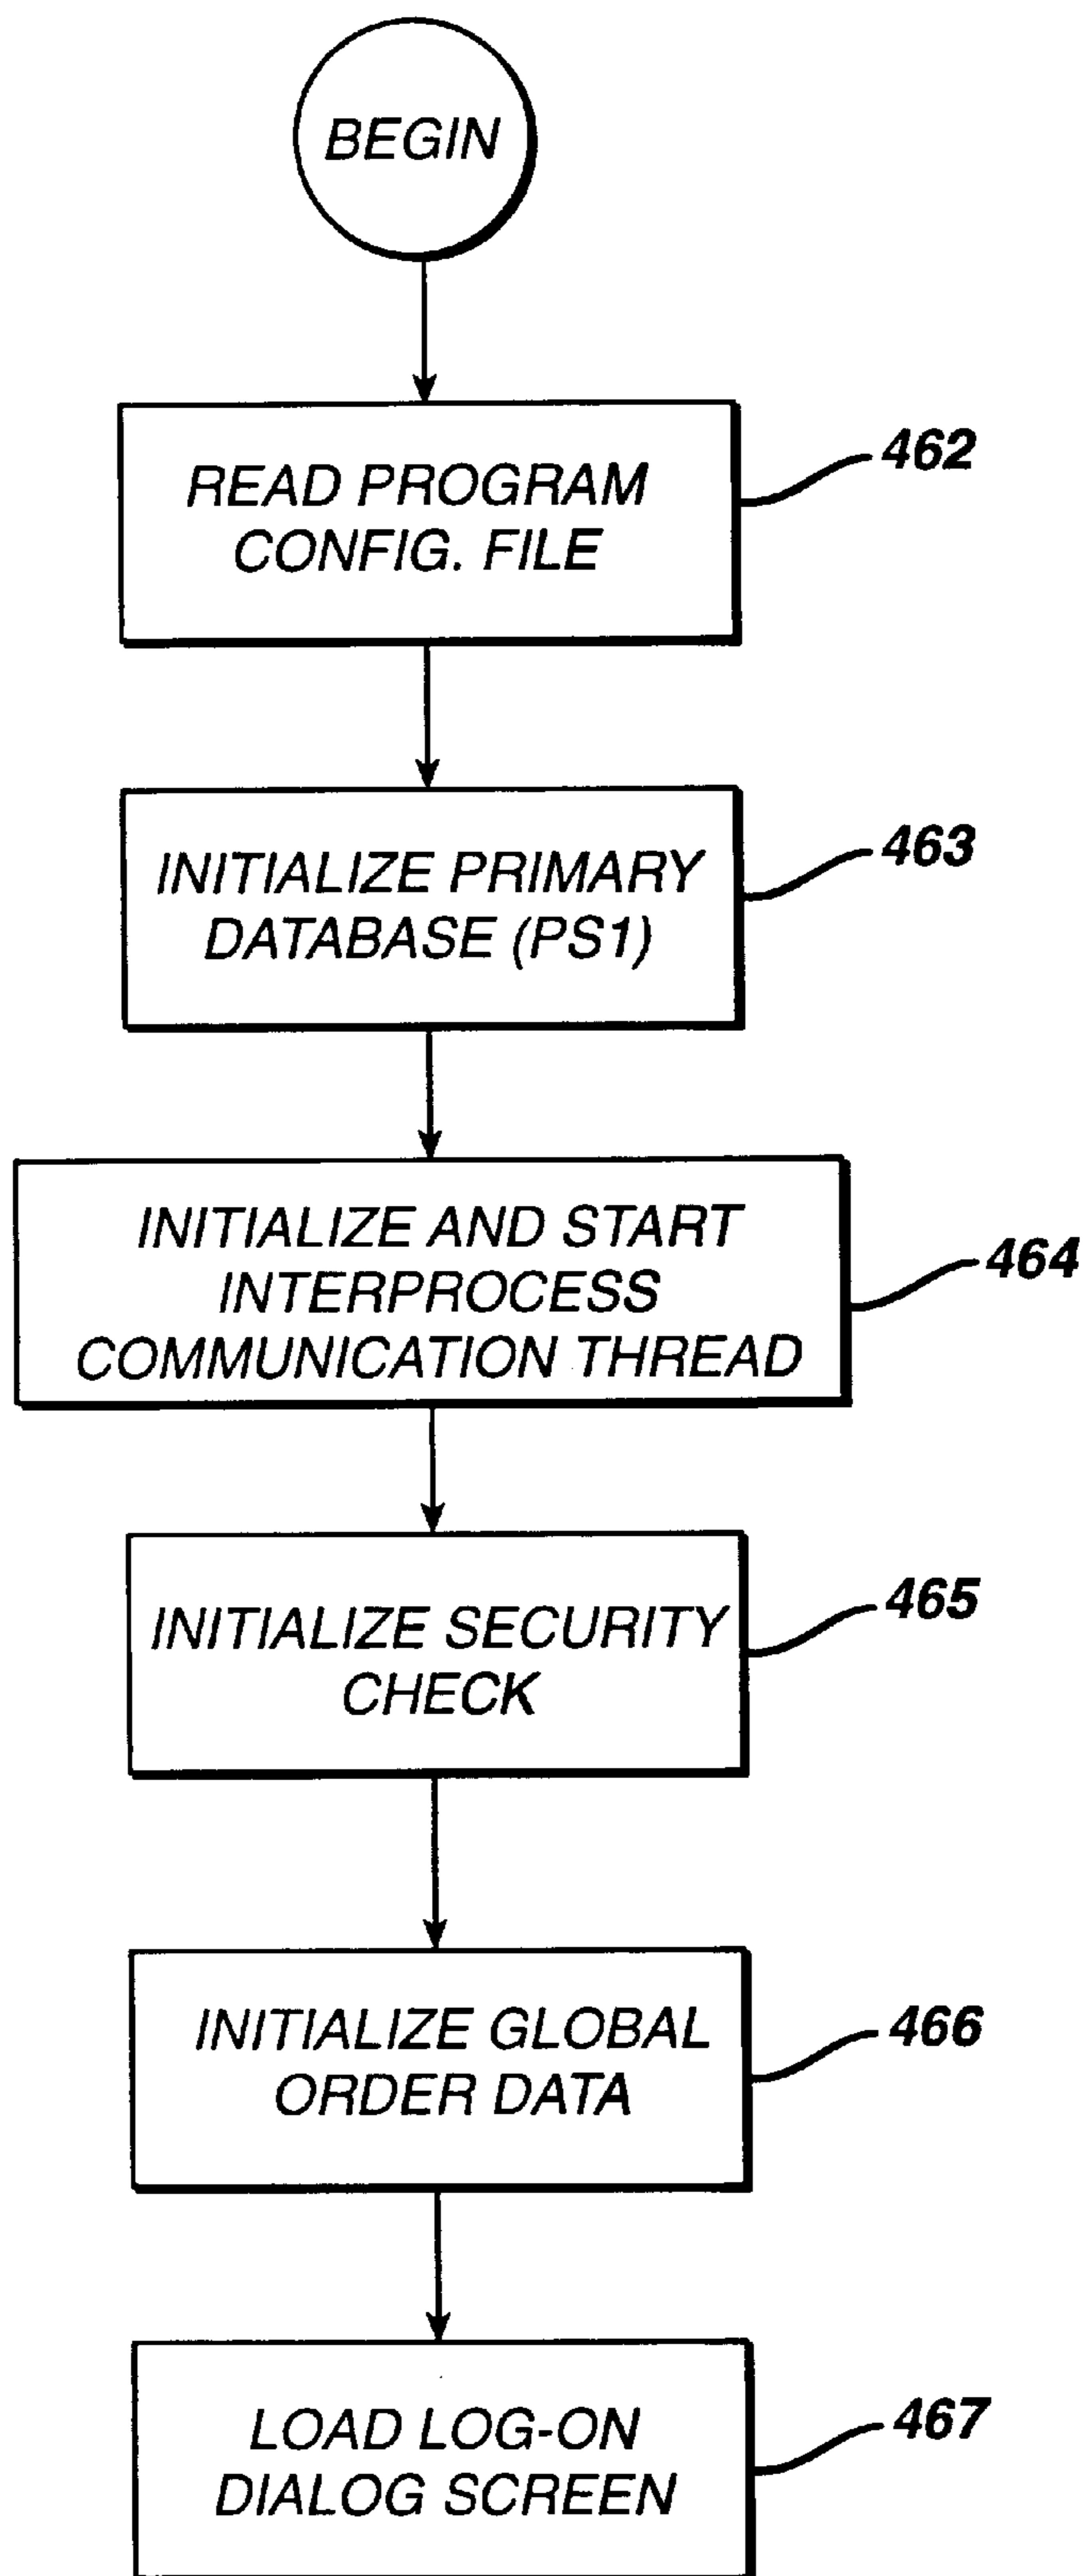 BEGIN
READ PROGRAM
CONFIG. FILE
462
INITIALIZE PRIMARY
DATABASE (PS1)
463
INITIALIZE AND START
INTERPROCESS
COMMUNICATION THREAD
464
INITIALIZE SECURITY
CHECK
465
INITIALIZE GLOBAL
ORDER DATA
466
LOAD LOG-ON
DIALOG SCREEN
467